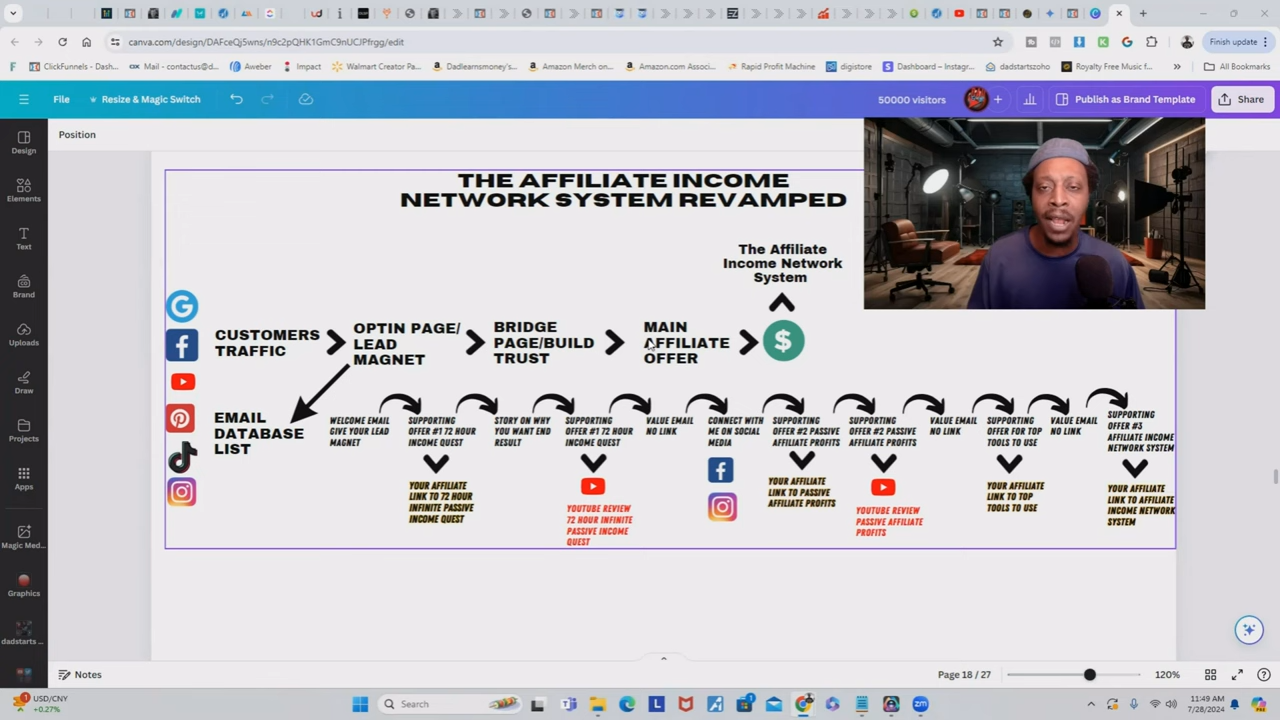 canva.com/design/DAFceQj5wns/n9c2pQHK1GmC9nUCJPfrgg/edit
Finish update
ClickFunnels - Dash...
Mail - contactus@d...
Aweber
Impact
Walmart Creator Pa...
Dadlearnsmoney's...
Amazon Merch on...
Amazon.com Associ...
Rapid Profit Machine
digistore
Dashboard – Instagr...
dadstartszoho
Royalty Free Music f...
All Bookmarks
File
Resize & Magic Switch
50000 visitors
Publish as Brand Template
Share
Position
Design
Elements
Text
Brand
Uploads
Draw
Projects
Apps
Magic Med...
Graphics
dadstarts ...
THE AFFILIATE INCOME
NETWORK SYSTEM REVAMPED
The Affiliate
Income Network
System
CUSTOMERS
TRAFFIC
OPTIN PAGE/
LEAD
MAGNET
BRIDGE
PAGE/BUILD
TRUST
MAIN
AFFILIATE
OFFER
$
EMAIL
DATABASE
LIST
WELCOME EMAIL
GIVE YOUR LEAD
MAGNET
SUPPORTING
OFFER #1 72 HOUR
INCOME QUEST
STORY ON WHY
YOU WANT END
RESULT
SUPPORTING
OFFER #1 72 HOUR
INCOME QUEST
VALUE EMAIL
NO LINK
CONNECT WITH
ME ON SOCIAL
MEDIA
SUPPORTING
OFFER #2 PASSIVE
AFFILIATE PROFITS
SUPPORTING
OFFER #2 PASSIVE
AFFILIATE PROFITS
VALUE EMAIL
NO LINK
SUPPORTING
OFFER FOR TOP
TOOLS TO USE
VALUE EMAIL
NO LINK
SUPPORTING
OFFER #3
AFFILIATE INCOME
NETWORK SYSTEM
YOUR AFFILIATE
LINK TO 72 HOUR
INFINITE PASSIVE
INCOME QUEST
YOUTUBE REVIEW
72 HOUR INFINITE
PASSIVE INCOME
QUEST
YOUR AFFILIATE
LINK TO PASSIVE
AFFILIATE PROFITS
YOUTUBE REVIEW
PASSIVE AFFILIATE
PROFITS
YOUR AFFILIATE
LINK TO TOP
TOOLS TO USE
YOUR AFFILIATE
LINK TO AFFILIATE
INCOME NETWORK
SYSTEM
Notes
Page 18 / 27
120%
USD/CNY
+0.27%
Search
11:49 AM
7/28/2024